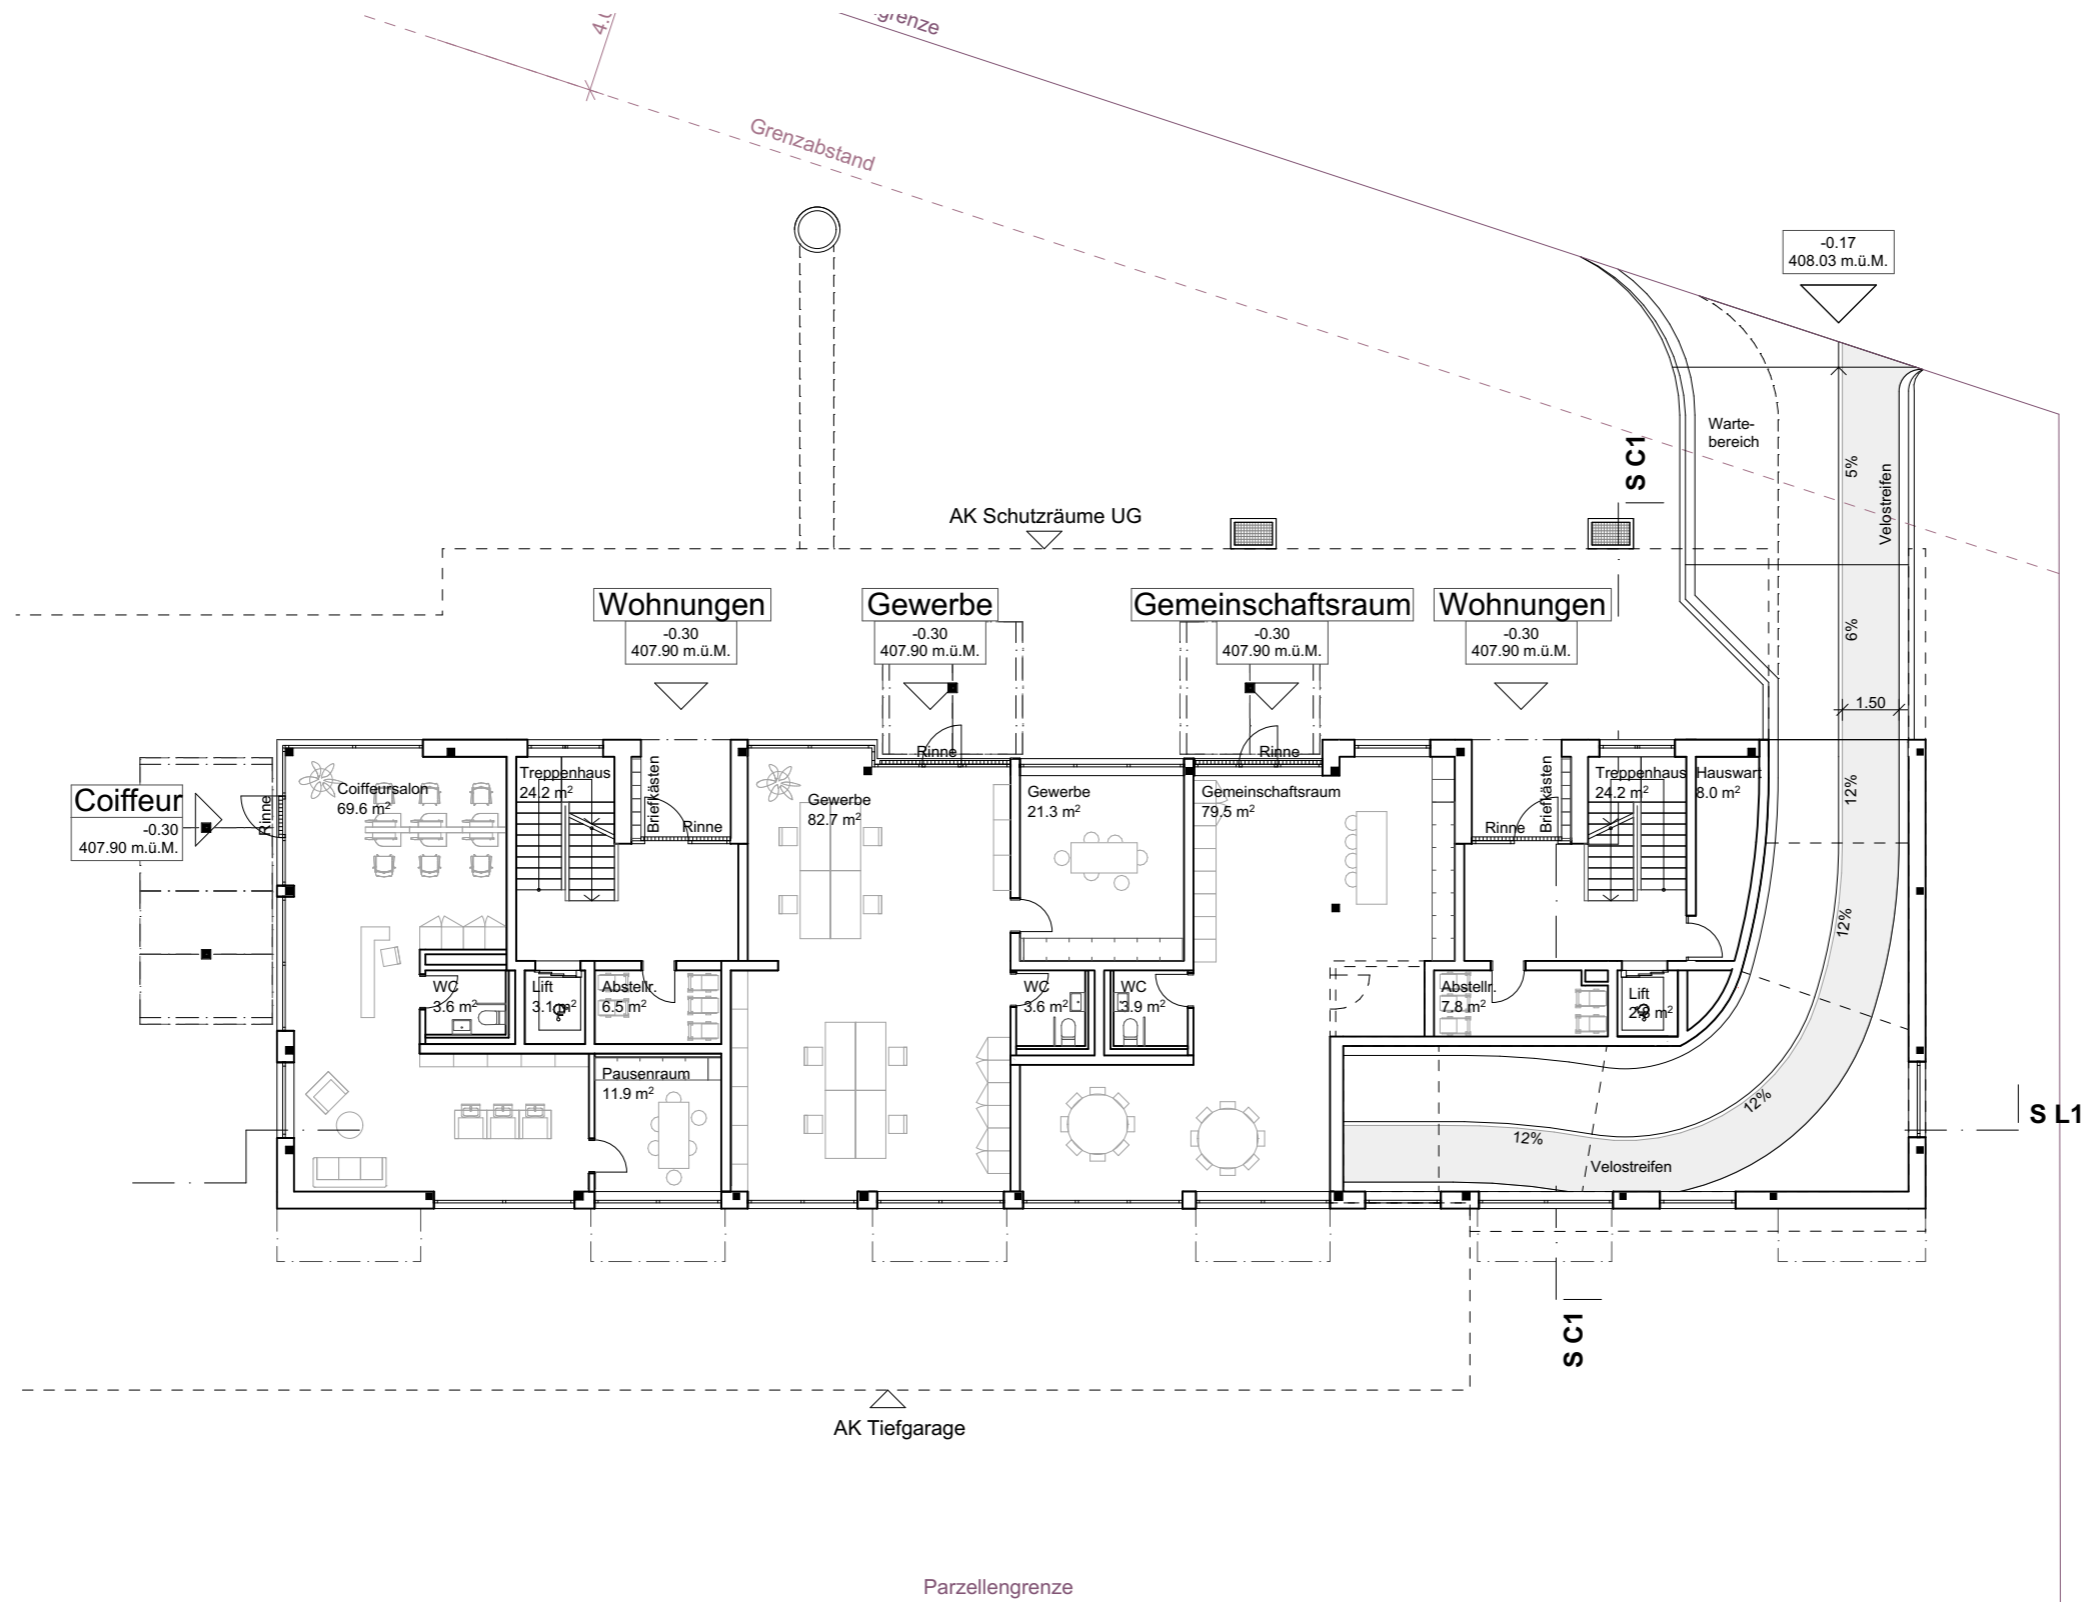 grenze
Grenzabstand
-0.17
408.03 m.ü.M.
Warte-
bereich
5%
Velostreifen
S C1
AK Schutzräume UG
Wohnungen
-0.30
407.90 m.ü.M.
Gewerbe
-0.30
407.90 m.ü.M.
Gemeinschaftsraum
-0.30
407.90 m.ü.M.
Wohnungen
-0.30
407.90 m.ü.M.
6%
1.50
Coiffeur
-0.30
407.90 m.ü.M.
Rinne
Coiffeursalon
69.6 m²
Treppenhaus
24.2 m²
Briefkästen
Rinne
Gewerbe
82.7 m²
Rinne
Gewerbe
21.3 m²
Rinne
Gemeinschaftsraum
79.5 m²
Rinne
Briefkästen
Treppenhaus
24.2 m²
Hauswart
8.0 m²
12%
12%
WC
3.6 m²
Lift
3.1 m²
Abstellr.
6.5 m²
WC
3.6 m²
WC
3.9 m²
Abstellr.
7.8 m²
Lift
Pausenraum
11.9 m²
12%
12%
Velostreifen
S L1
S C1
AK Tiefgarage
Parzellengrenze